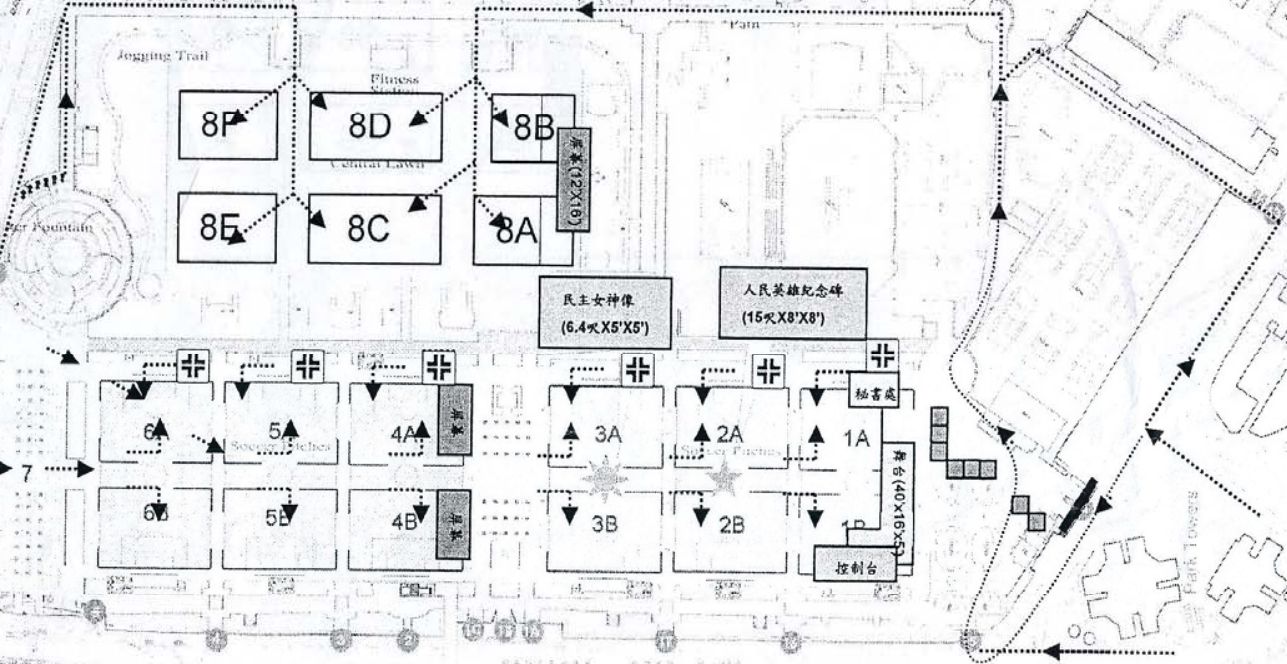 Path
Jogging Trail
Fitness
Station
8F
8D
8B
Central Lawn
屏幕(12'X16')
8E
8C
8A
Fountain
民主女神像
(6.4呎X5'X5')
人民英雄紀念碑
(15呎X8'X8')
秘書處
6A
5A
4A
屏幕
3A
2A
1A
Soccer Pitches
Soccer Pitches
舞台(40'x16'x5')
7
6B
5B
4B
屏幕
3B
2B
1B
控制台